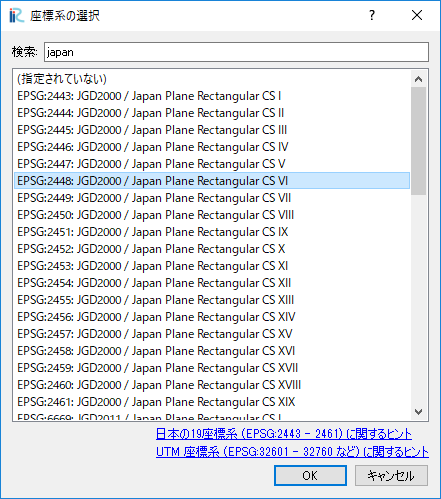 座標系の選択
検索: japan
(指定されていない)
EPSG:2443: JGD2000 / Japan Plane Rectangular CS I
EPSG:2444: JGD2000 / Japan Plane Rectangular CS II
EPSG:2445: JGD2000 / Japan Plane Rectangular CS III
EPSG:2446: JGD2000 / Japan Plane Rectangular CS IV
EPSG:2447: JGD2000 / Japan Plane Rectangular CS V
EPSG:2448: JGD2000 / Japan Plane Rectangular CS VI
EPSG:2449: JGD2000 / Japan Plane Rectangular CS VII
EPSG:2450: JGD2000 / Japan Plane Rectangular CS VIII
EPSG:2451: JGD2000 / Japan Plane Rectangular CS IX
EPSG:2452: JGD2000 / Japan Plane Rectangular CS X
EPSG:2453: JGD2000 / Japan Plane Rectangular CS XI
EPSG:2454: JGD2000 / Japan Plane Rectangular CS XII
EPSG:2455: JGD2000 / Japan Plane Rectangular CS XIII
EPSG:2456: JGD2000 / Japan Plane Rectangular CS XIV
EPSG:2457: JGD2000 / Japan Plane Rectangular CS XV
EPSG:2458: JGD2000 / Japan Plane Rectangular CS XVI
EPSG:2459: JGD2000 / Japan Plane Rectangular CS XVII
EPSG:2460: JGD2000 / Japan Plane Rectangular CS XVIII
EPSG:2461: JGD2000 / Japan Plane Rectangular CS XIX
EPSG:6669: JGD2011 / Japan Plane Rectangular CS I
日本の19座標系 (EPSG:2443 - 2461) に関するヒント
UTM 座標系 (EPSG:32601 - 32760 など) に関するヒント
OK キャンセル